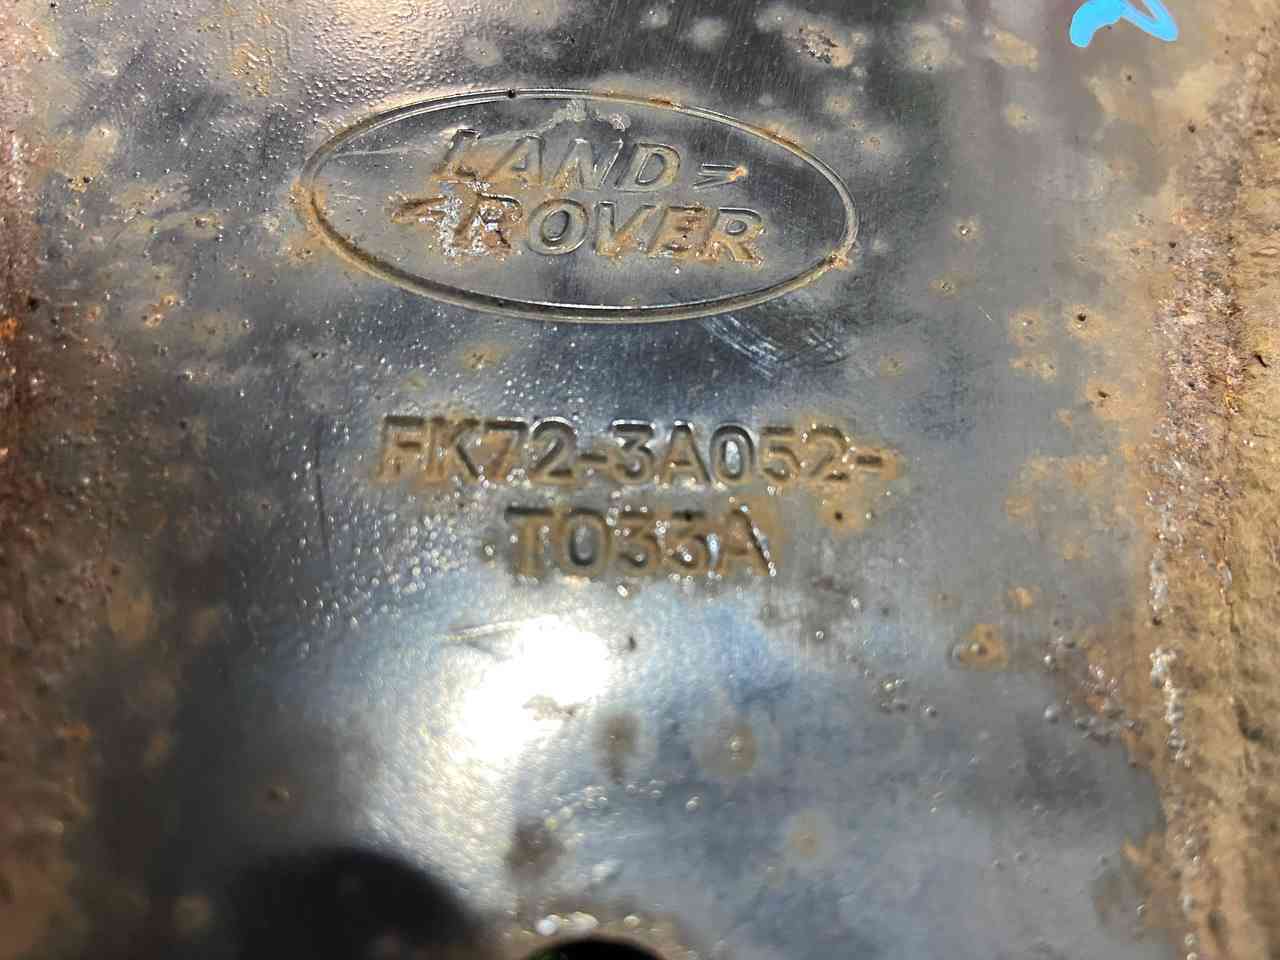 LAND
ROVER
FK72-3A052-
T033A